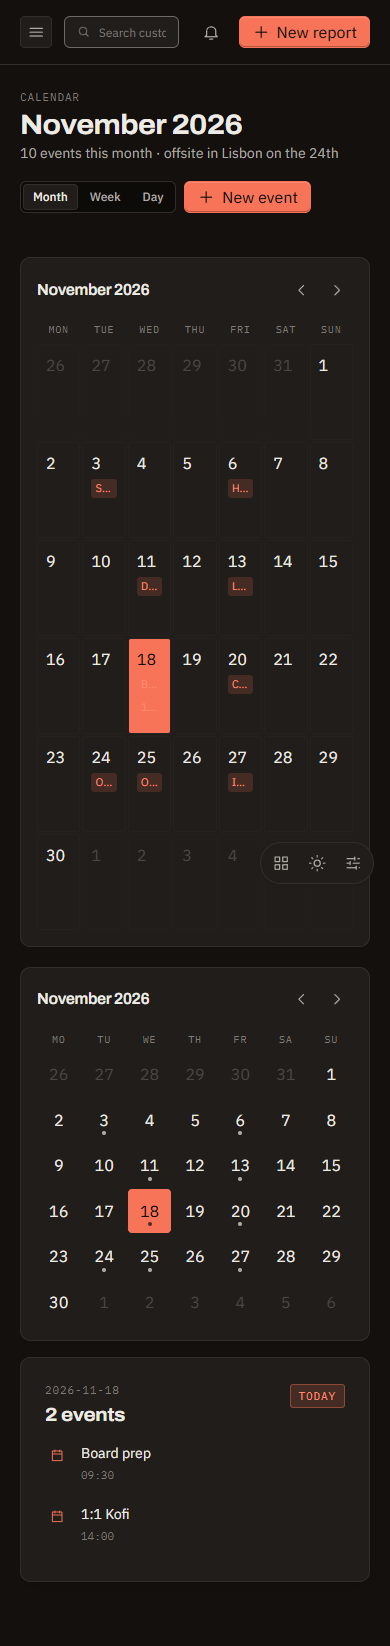 Search custo
New report
CALENDAR
November 2026
10 events this month · offsite in Lisbon on the 24th
Month Week Day New event
November 2026
MON TUE WED THU FRI SAT SUN
26 27 28 29 30 31 1
2 3 4 5 6 7 8
S... H...
9 10 11 12 13 14 15
D... L...
16 17 18 19 20 21 22
B... C...
1...
23 24 25 26 27 28 29
O... O... I...
30 1 2 3 4
November 2026
MO TU WE TH FR SA SU
26 27 28 29 30 31 1
2 3 4 5 6 7 8
9 10 11 12 13 14 15
16 17 18 19 20 21 22
23 24 25 26 27 28 29
30 1 2 3 4 5 6
2026-11-18 TODAY
2 events
Board prep
09:30
1:1 Kofi
14:00